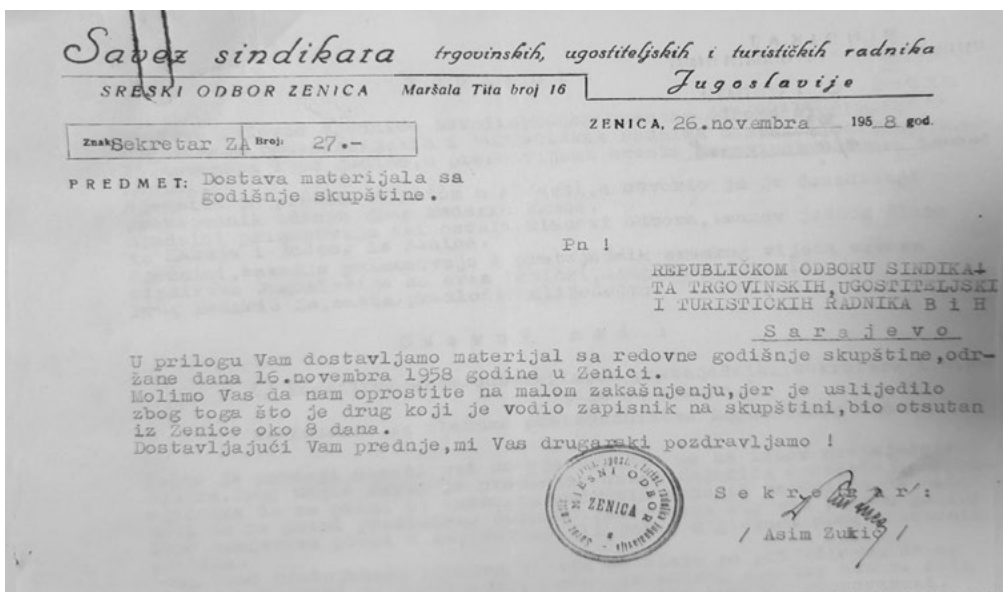 Savez sindikata trgovinskih, ugostiteljskih i turističkih radnika
Jugoslavije
SRESKI ODBOR ZENICA Maršala Tita broj 16
ZENICA, 26.novembra 1958 god.
Znak Sekretar ZA Broj: 27.--
PREDMET: Dostava materijala sa
godišnje skupštine.
Pn !
REPUBLIČKOM ODBORU SINDIKA-
TA TRGOVINSKIH,UGOSTITELJSKI
I TURISTIČKIH RADNIKA B i H
S a r a j e v o
U prilogu Vam dostavljamo materijal sa redovne godišnje skupštine,odr-
žane dana 16.novembra 1958 godine u Zenici.
Molimo Vas da nam oprostite na malom zakašnjenju,jer je uslijedilo
zbog toga što je drug koji je vodio zapisnik na skupštini,bio otsutan
iz Zenice oko 8 dana.
Dostavljajući Vam prednje,mi Vas drugarski pozdravljamo !
MJESNI ODBOR
ZENICA
S e k r e t a r :
/ Asim Zukić /